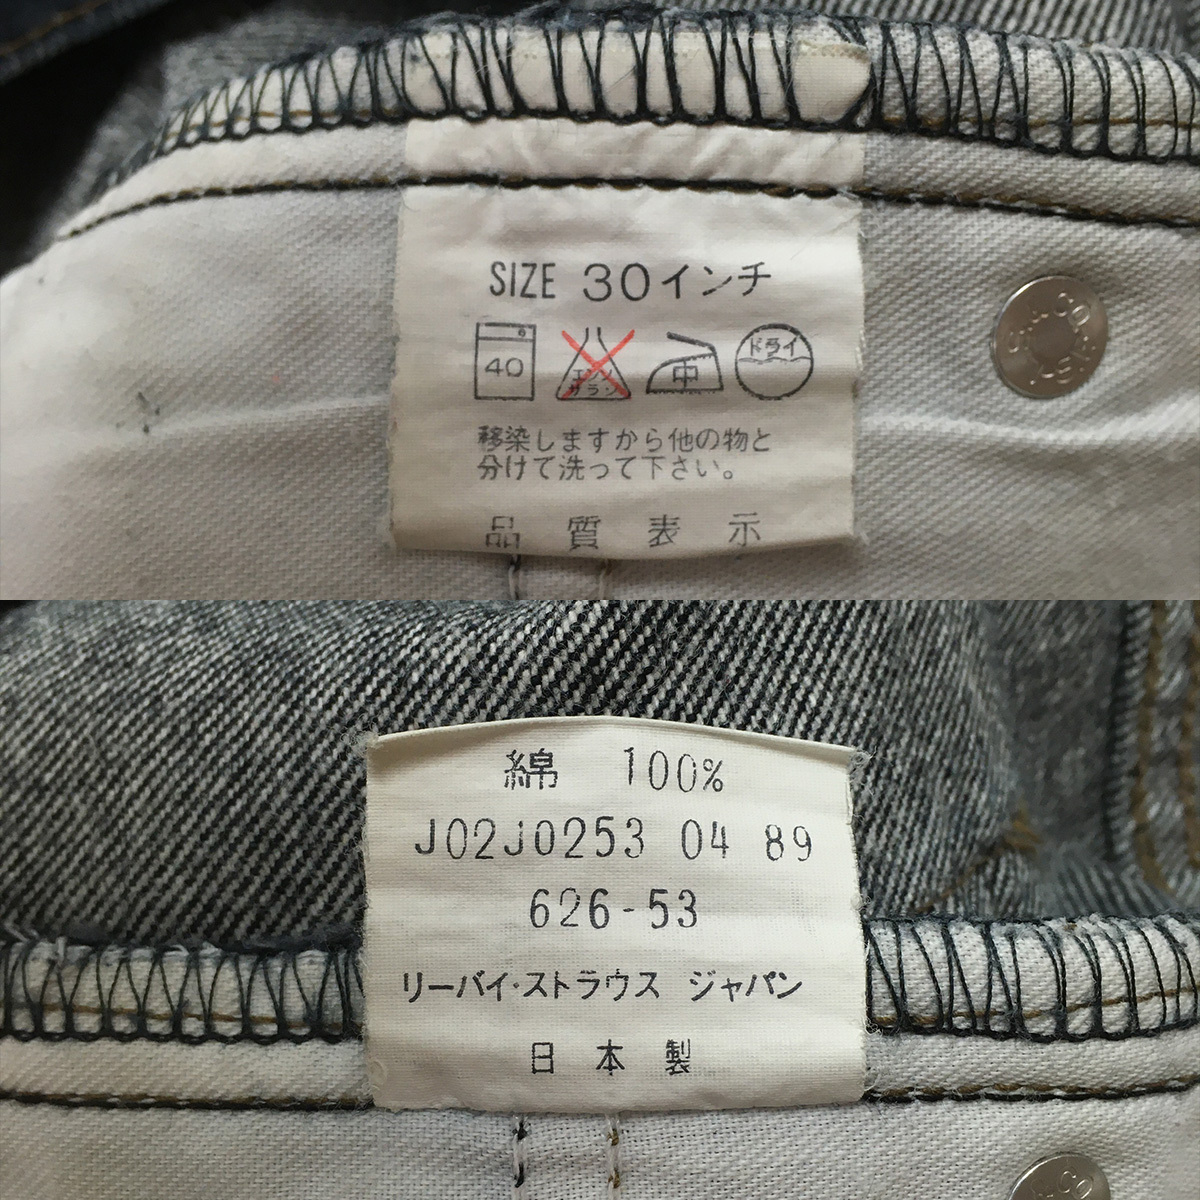 SIZE 30インチ
40 エンソ サラシ 中 ドライ
移染しますから他の物と
分けて洗って下さい。
品質表示
綿 100%
J02J0253 04 89
626-53
リーバイ・ストラウス ジャパン
日本製